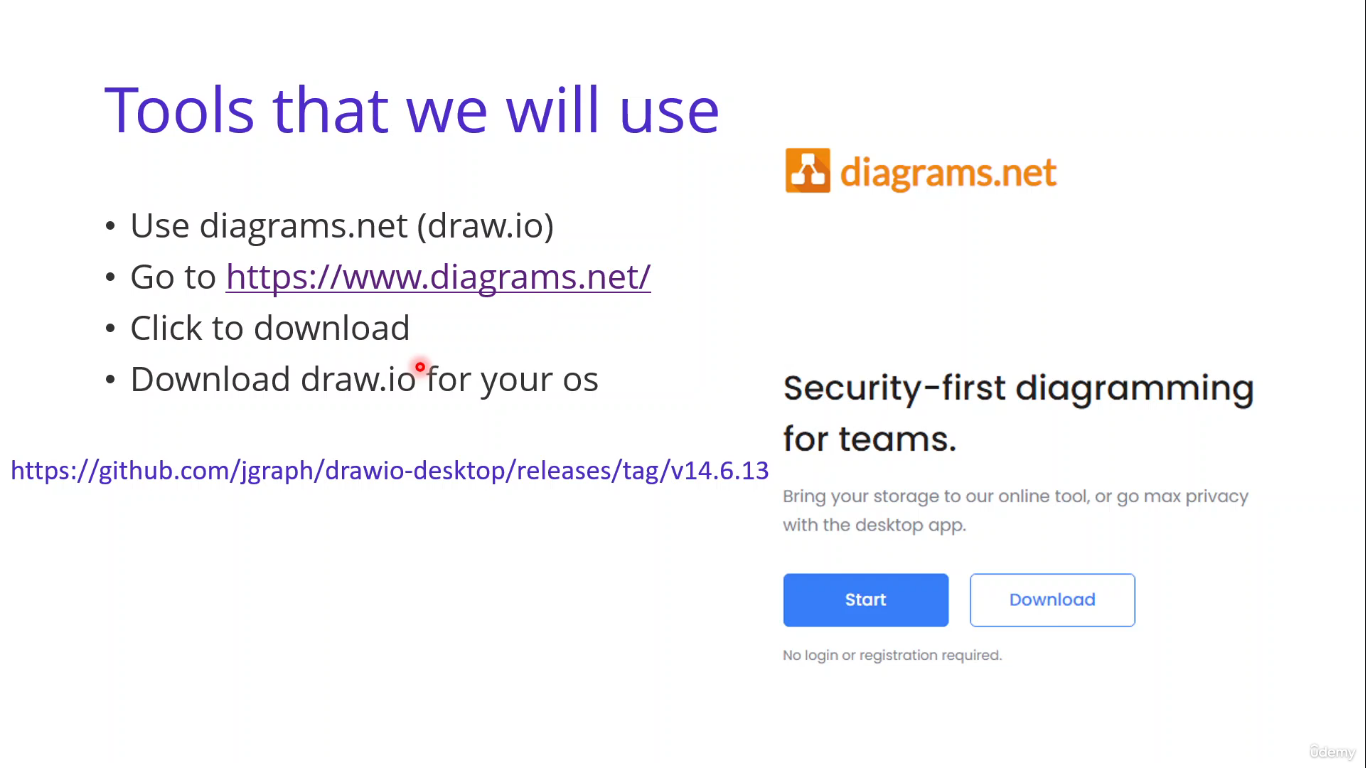 Tools that we will use
• Use diagrams.net (draw.io)
• Go to https://www.diagrams.net/
• Click to download
• Download draw.io for your os
https://github.com/jgraph/drawio-desktop/releases/tag/v14.6.13
diagrams.net
Security-first diagramming
for teams.
Bring your storage to our online tool, or go max privacy
with the desktop app.
Start Download
No login or registration required.
ûdemy